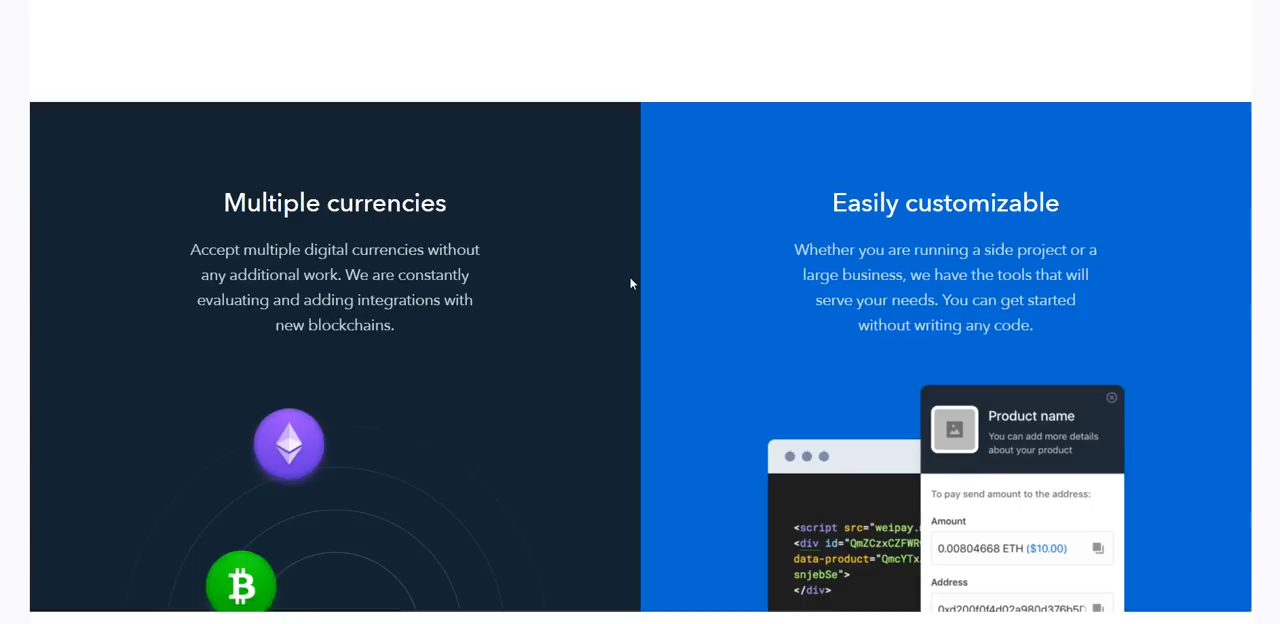 Multiple currencies
Accept multiple digital currencies without
any additional work. We are constantly
evaluating and adding integrations with
new blockchains.
Easily customizable
Whether you are running a side project or a
large business, we have the tools that will
serve your needs. You can get started
without writing any code.
<script src="weipay.
<div id="QmZCzxCZFWR
data-product="QmcYTx
snjebSe">
</div>
Product name
You can add more details
about your product
To pay send amount to the address:
Amount
0.00804668 ETH ($10.00)
Address
0xd200f0f4d02a980d376b5D